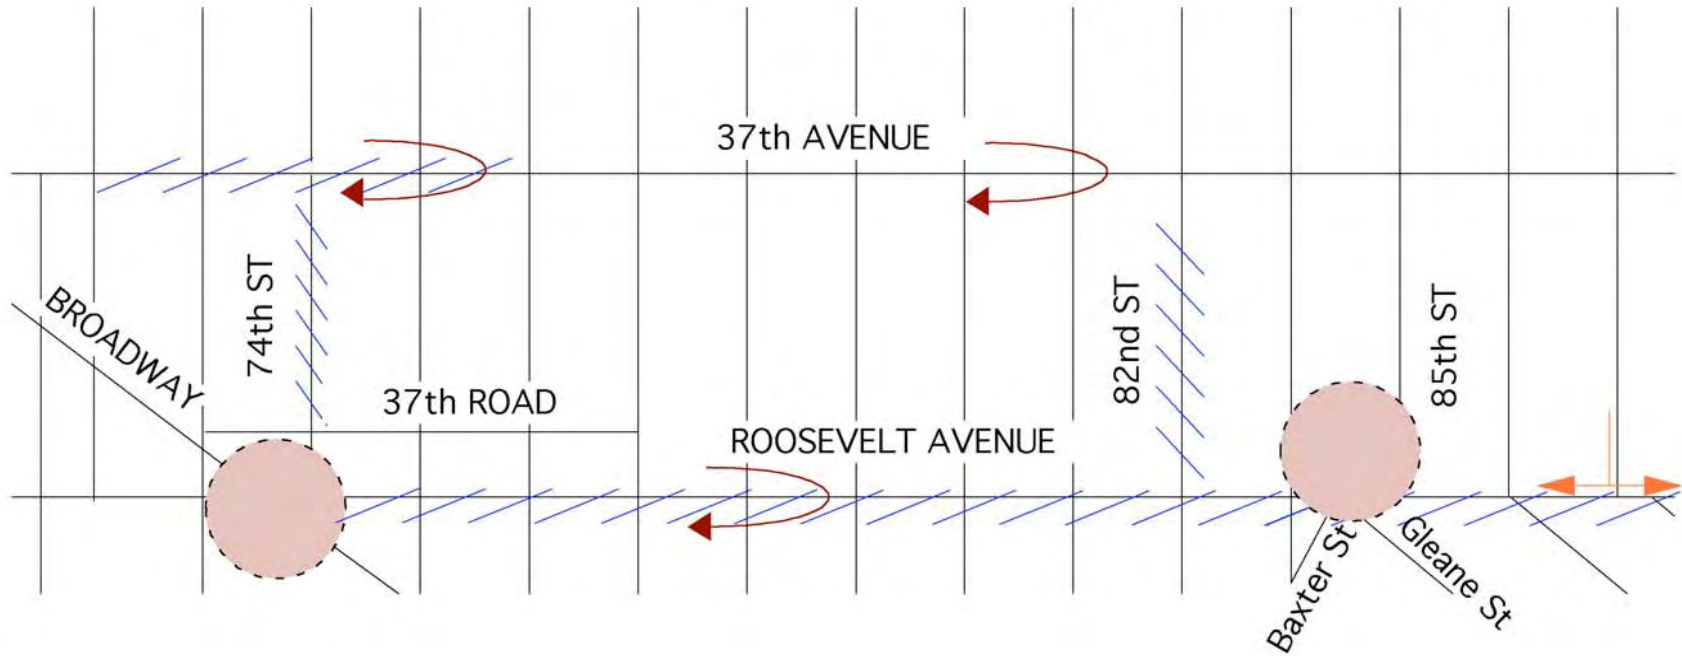 37th AVENUE
BROADWAY
74th ST
82nd ST
85th ST
37th ROAD
ROOSEVELT AVENUE
Baxter St
Gleane St